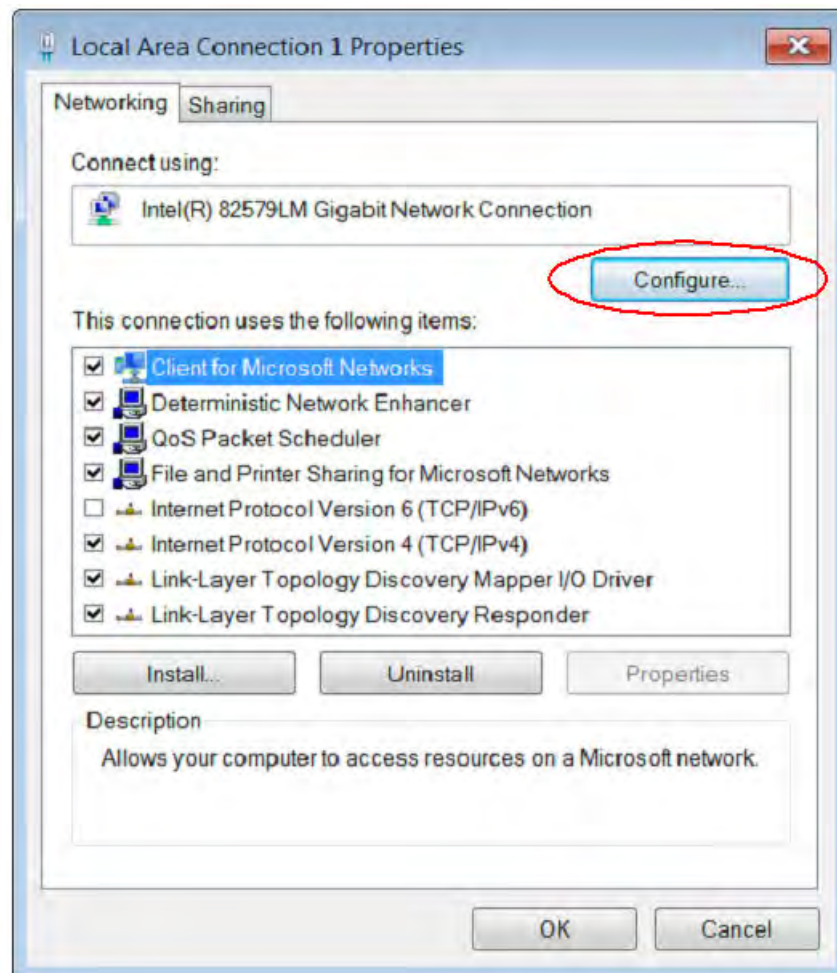 Local Area Connection 1 Properties
Networking
Sharing
Connect using:
Intel(R) 82579LM Gigabit Network Connection
Configure...
This connection uses the following items:
Client for Microsoft Networks
Deterministic Network Enhancer
QoS Packet Scheduler
File and Printer Sharing for Microsoft Networks
Internet Protocol Version 6 (TCP/IPv6)
Internet Protocol Version 4 (TCP/IPv4)
Link-Layer Topology Discovery Mapper I/O Driver
Link-Layer Topology Discovery Responder
Install...
Uninstall
Properties
Description
Allows your computer to access resources on a Microsoft network.
OK
Cancel